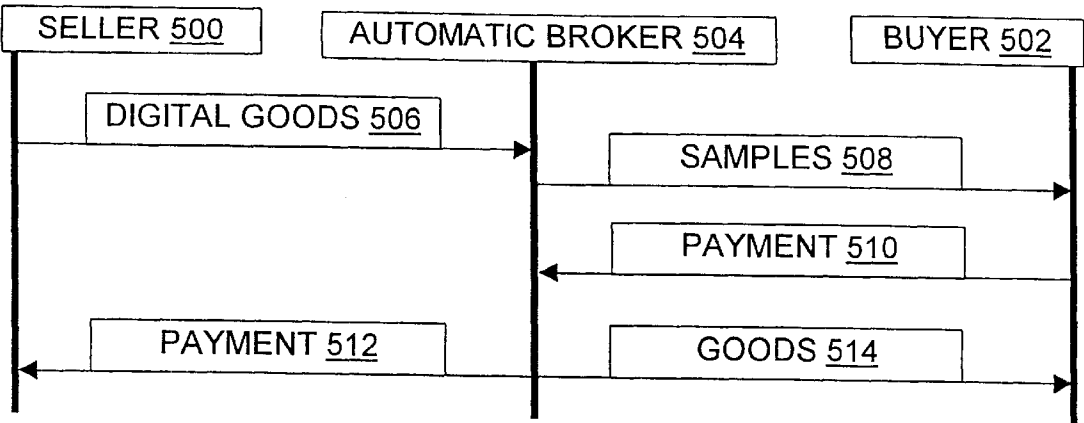 SELLER 500
AUTOMATIC BROKER 504
BUYER 502
DIGITAL GOODS 506
SAMPLES 508
PAYMENT 510
PAYMENT 512
GOODS 514